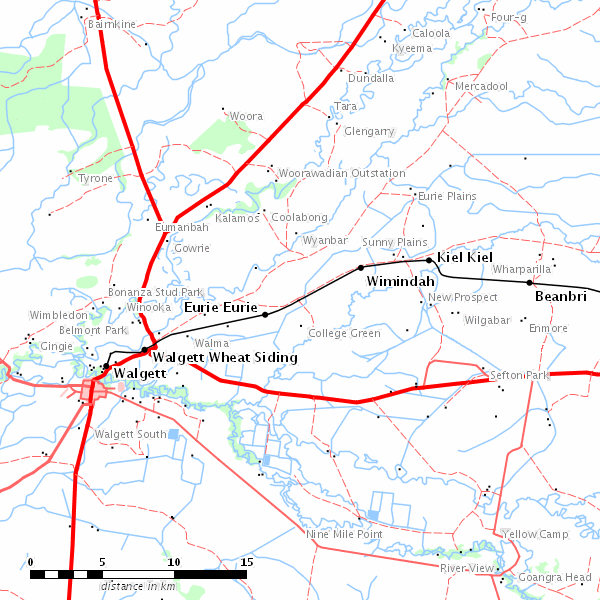 Four-g
Bairnkine
Caloola
Kyeema
Dundalla
Mercadool
Tara
Woora
Glengarry
Woorawadian Outstation
Tyrone
Eurie Plains
Kalamos
Coolabong
Eumanbah
Wyanbar
Sunny Plains
Gowrie
Kiel Kiel
Wharparilla
Wimindah
Bonanza Stud Park
Beanbri
New Prospect
Eurie Eurie
Winooka
Wimbledon
Wilgabar
Belmont Park
Enmore
College Green
Gingie
Walma
Walgett Wheat Siding
Walgett
Sefton Park
Walgett South
Nine Mile Point
Yellow Camp
0 5 10 15
River View
Goangra Head
distance in km